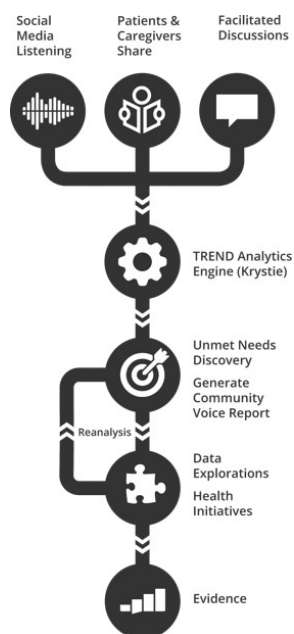 Social
Media
Listening
Patients &
Caregivers
Share
Facilitated
Discussions
TREND Analytics
Engine (Krystie)
Unmet Needs
Discovery
Generate
Community
Voice Report
Reanalysis
Data
Explorations
Health
Initiatives
Evidence